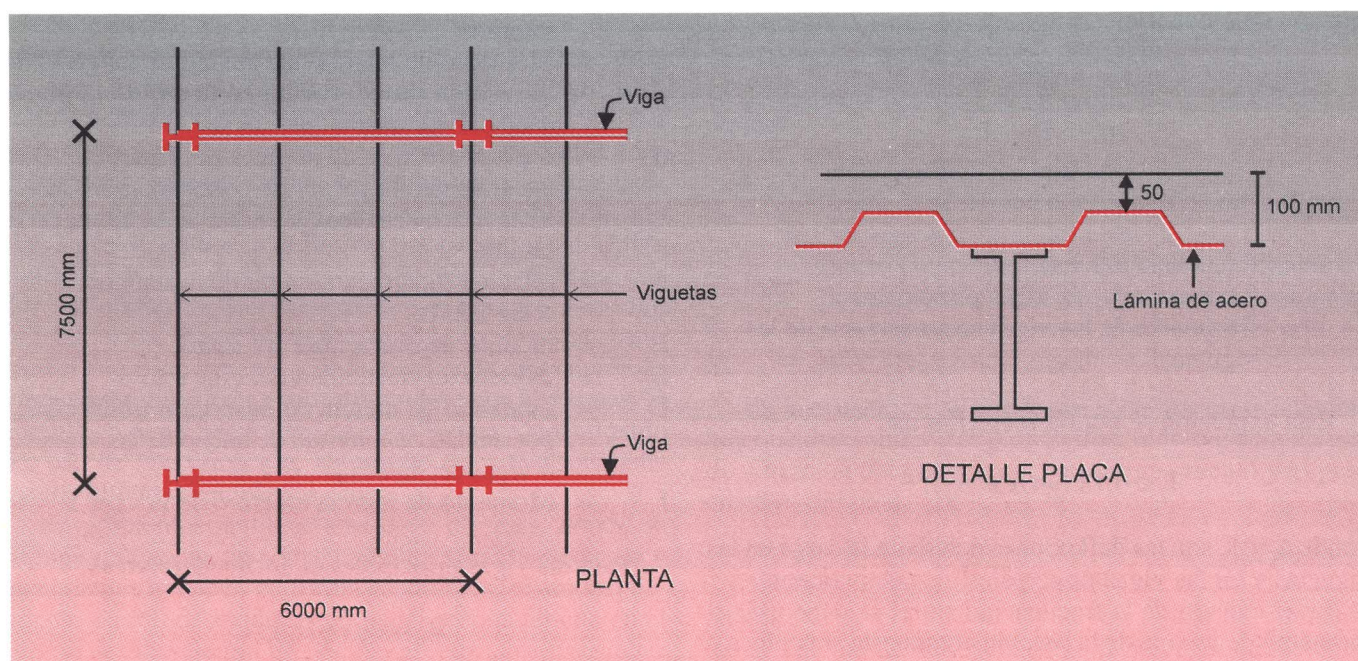 Viga
50
100 mm
7500 mm
Viguetas
Lámina de acero
Viga
DETALLE PLACA
PLANTA
6000 mm